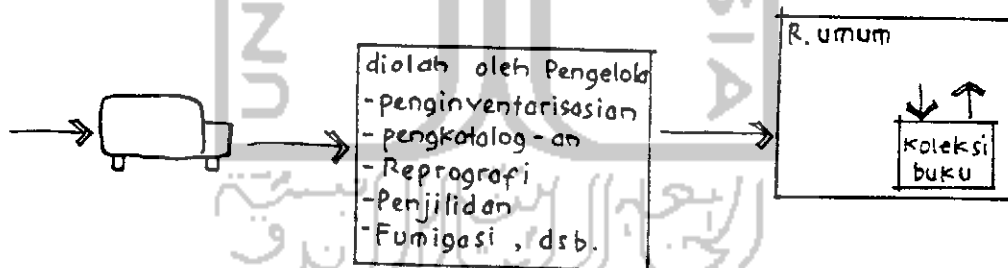 diolah oleh Pengelola
-penginventarisasian
-pengkatalog-an
-Reprografi
-Penjilidan
-Fumigasi, dsb.
R. umum
koleksi
buku